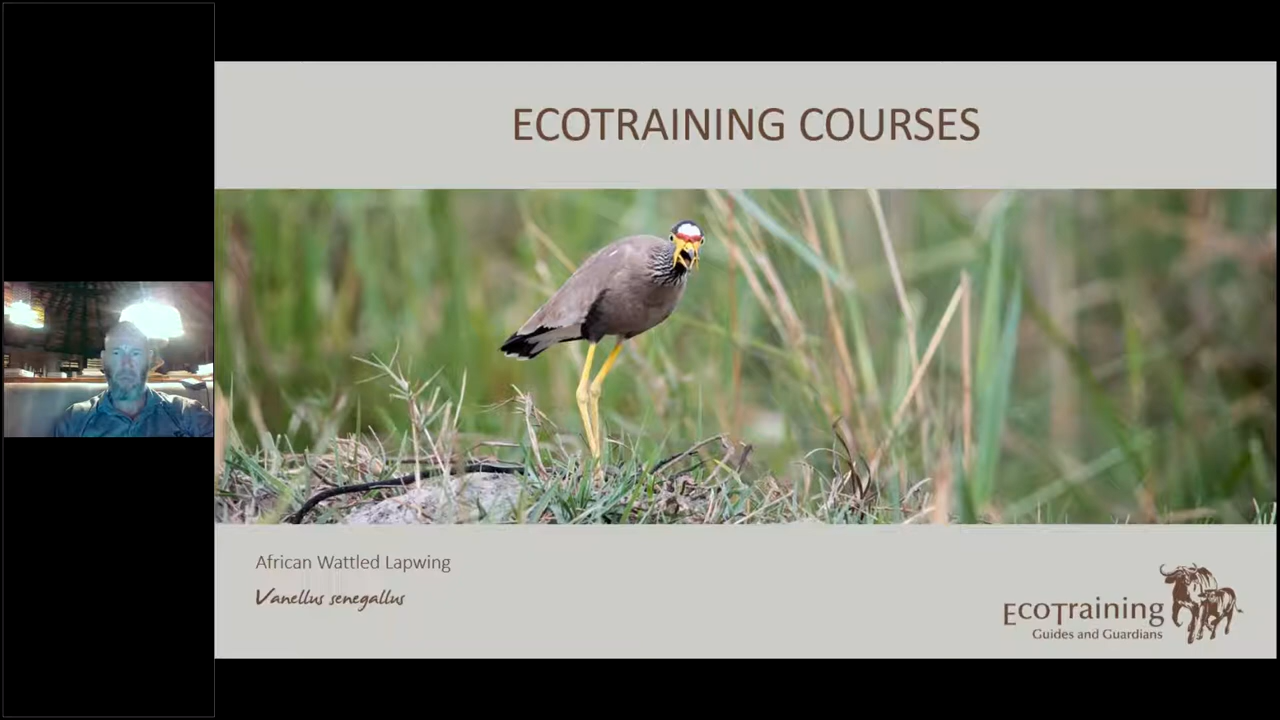 ECOTRAINING COURSES
African Wattled Lapwing
Vanellus senegallus
EcoTraining
Guides and Guardians